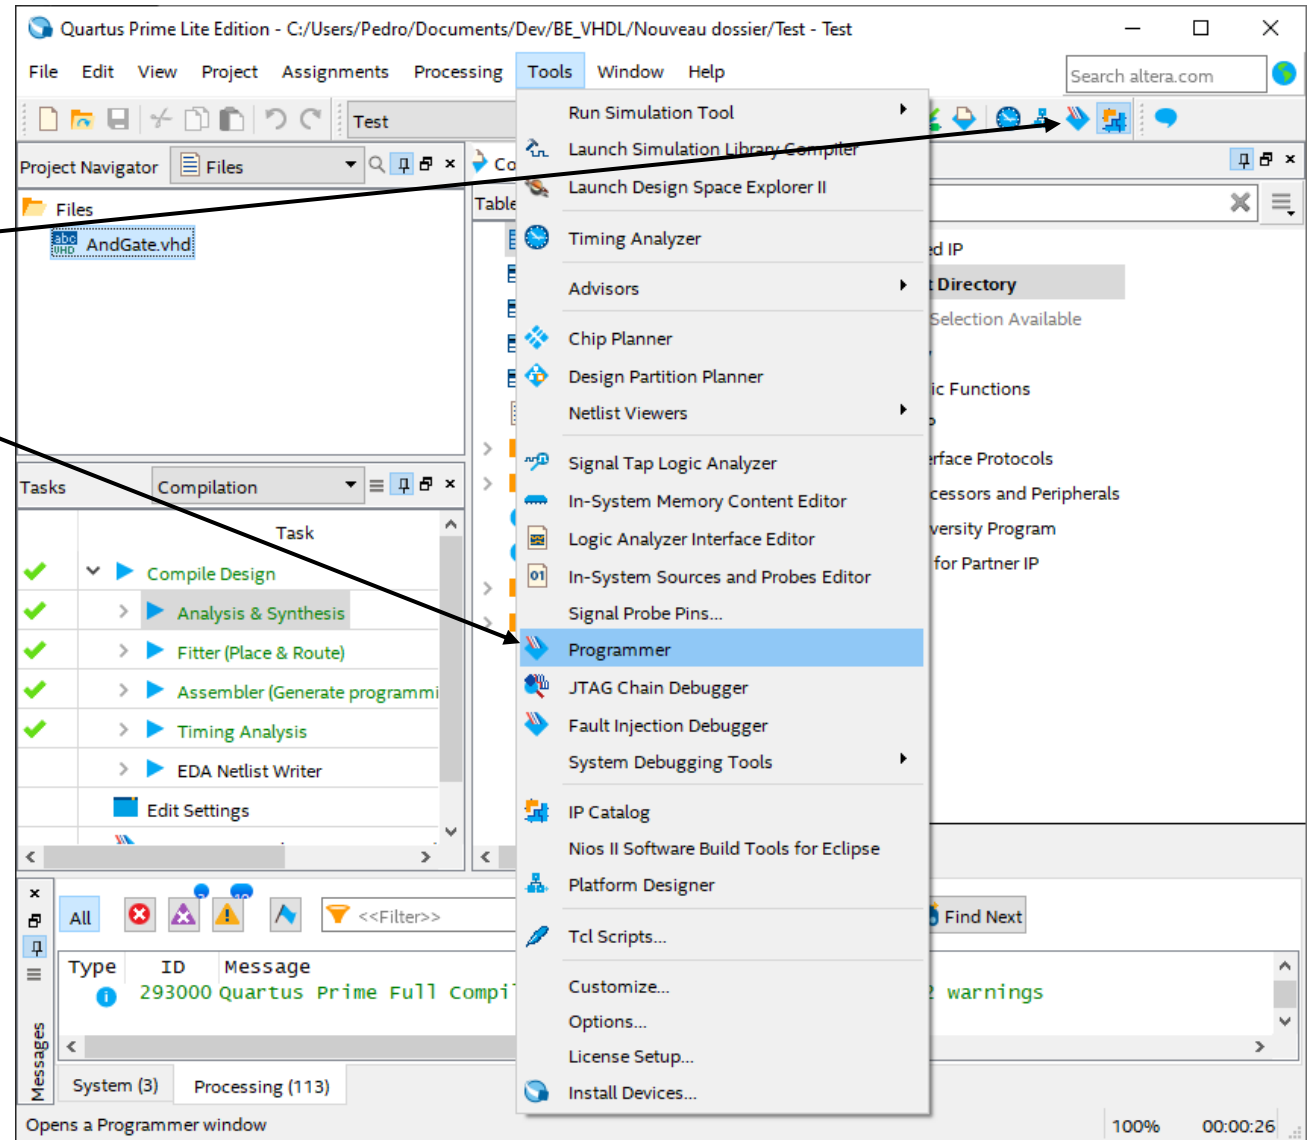 Quartus Prime Lite Edition - C:/Users/Pedro/Documents/Dev/BE_VHDL/Nouveau dossier/Test - Test
File Edit View Project Assignments Processing Tools Window Help
Search altera.com
Test
Project Navigator Files
Files
AndGate.vhd
Tasks Compilation
Task
Compile Design
Analysis & Synthesis
Fitter (Place & Route)
Assembler (Generate programmi
Timing Analysis
EDA Netlist Writer
Edit Settings
Co
Table
Run Simulation Tool
Launch Simulation Library Compiler
Launch Design Space Explorer II
Timing Analyzer
Advisors
Chip Planner
Design Partition Planner
Netlist Viewers
Signal Tap Logic Analyzer
In-System Memory Content Editor
Logic Analyzer Interface Editor
In-System Sources and Probes Editor
Signal Probe Pins...
Programmer
JTAG Chain Debugger
Fault Injection Debugger
System Debugging Tools
IP Catalog
Nios II Software Build Tools for Eclipse
Platform Designer
Tcl Scripts...
Customize...
Options...
License Setup...
Install Devices...
ed IP
t Directory
Selection Available
ic Functions
erface Protocols
cessors and Peripherals
versity Program
for Partner IP
All <<Filter>> Find Next
Type ID Message
293000 Quartus Prime Full Compi 2 warnings
Messages
System (3) Processing (113)
Opens a Programmer window 100% 00:00:26